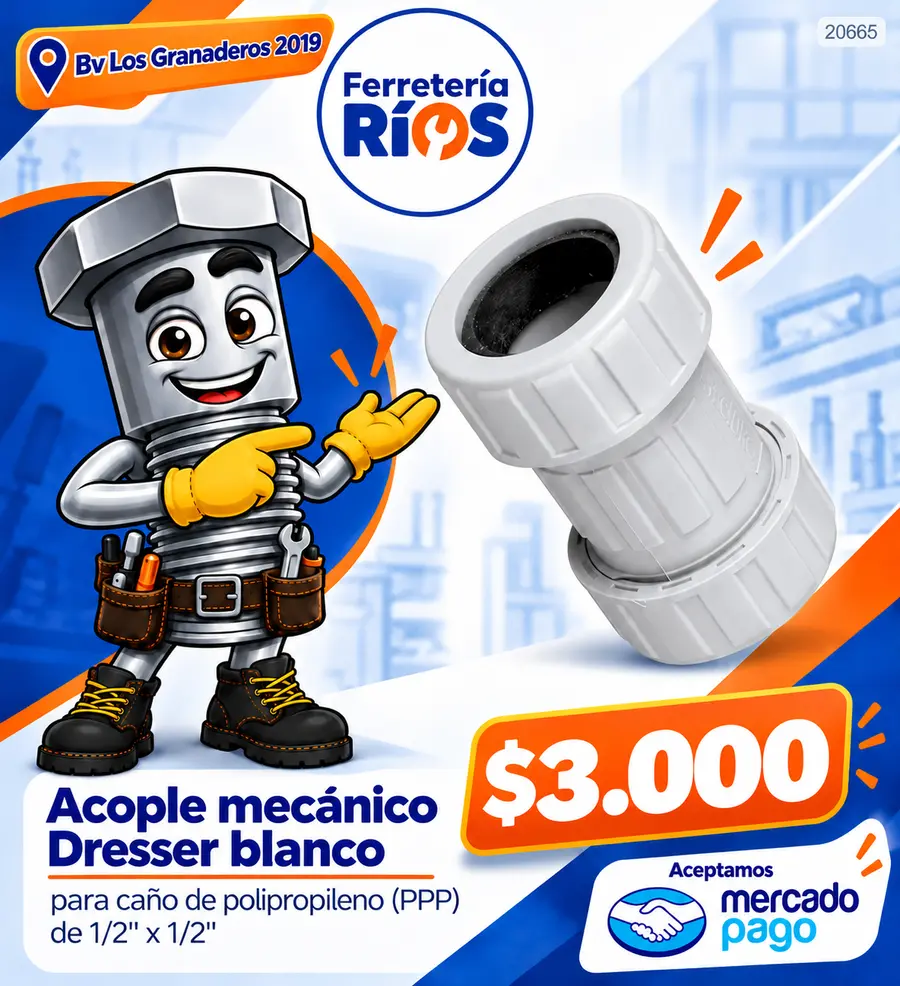 Bv Los Granaderos 2019
Ferretería
Ríos
20665
$3.000
Acople mecánico
Dresser blanco
para caño de polipropileno (PPP)
de 1/2" x 1/2"
Aceptamos
mercado
pago